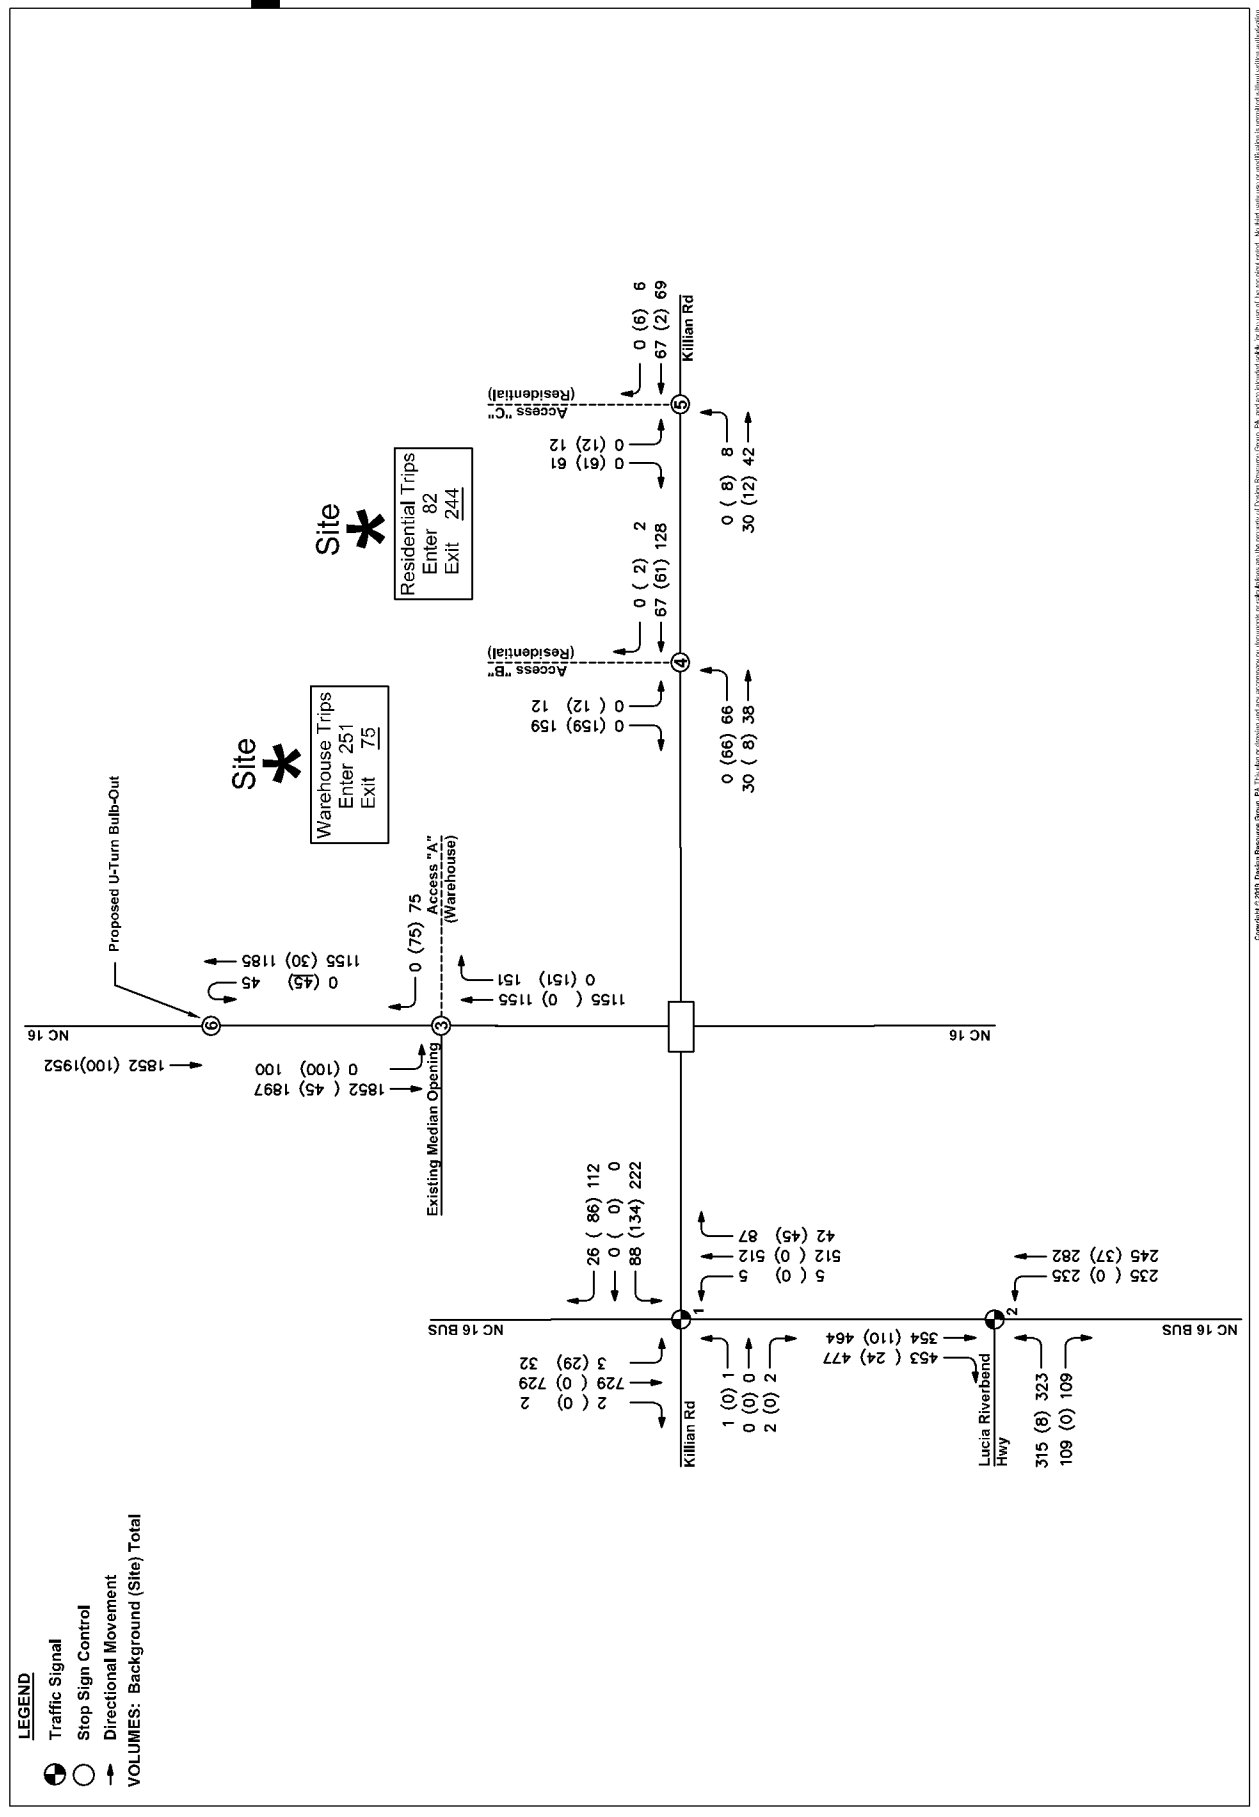 LEGEND
Traffic Signal
Stop Sign Control
Directional Movement
VOLUMES: Background (Site) Total
Proposed U-Turn Bulb-Out
Site
Warehouse Trips
Enter 251
Exit 75
Site
Residential Trips
Enter 82
Exit 244
NC 16
6
1852 (100)1952
1155 (30) 1185
0 (45) 45
3
Existing Median Opening
Access "A"
(Warehouse)
0 (75) 75
0 (100) 100
1852 ( 45) 1897
0 (151) 151
1155 ( 0) 1155
NC 16
NC 16 BUS
26 ( 86) 112
0 ( 0) 0
88 (134) 222
3 (29) 32
729 ( 0) 729
2 ( 0) 2
Killian Rd
1
42 (45) 87
512 ( 0) 512
5 ( 0) 5
1 (0) 1
0 (0) 0
2 (0) 2
354 (110) 464
453 ( 24) 477
Lucia Riverbend
Hwy
2
245 (37) 282
235 ( 0) 235
315 (8) 323
109 (0) 109
NC 16 BUS
Access "B"
(Residential)
4
0 ( 12) 12
0 (159) 159
0 ( 2) 2
67 (61) 128
0 (66) 66
30 ( 8) 38
Access "C"
(Residential)
5
0 (12) 12
0 (61) 61
0 (6) 6
67 (2) 69
Killian Rd
0 ( 8) 8
30 (12) 42